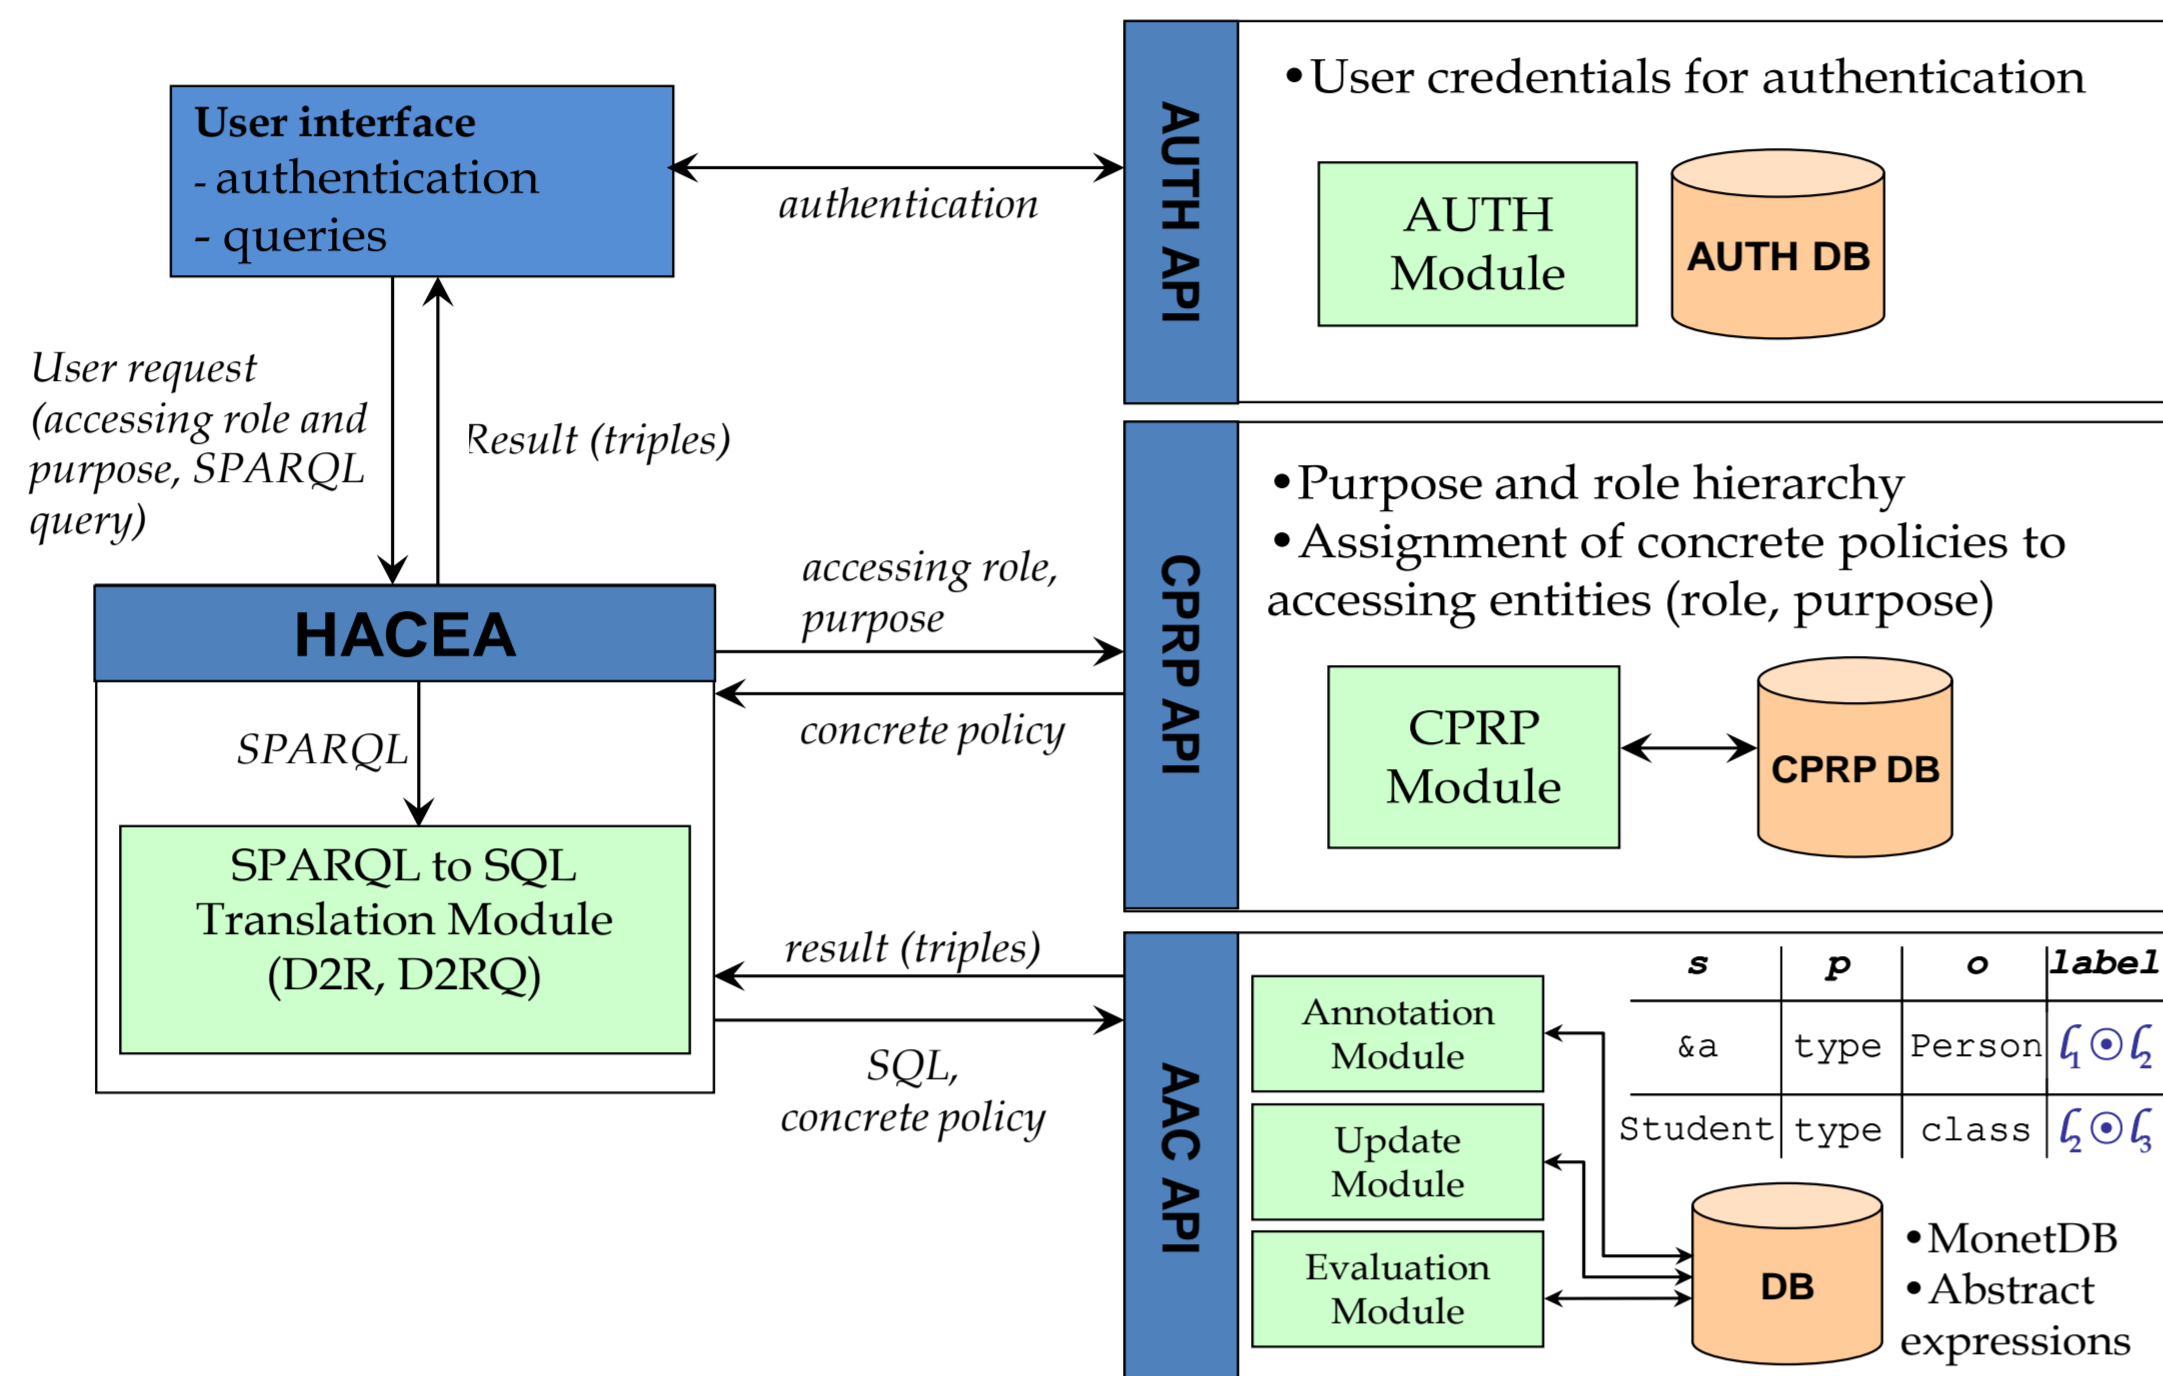 User interface
- authentication
- queries
authentication
AUTH API
•User credentials for authentication
AUTH
Module
AUTH DB
User request
(accessing role and
purpose, SPARQL
query)
Result (triples)
HACEA
SPARQL
SPARQL to SQL
Translation Module
(D2R, D2RQ)
accessing role,
purpose
concrete policy
CPRP API
•Purpose and role hierarchy
•Assignment of concrete policies to
accessing entities (role, purpose)
CPRP
Module
CPRP DB
result (triples)
SQL,
concrete policy
AAC API
Annotation
Module
Update
Module
Evaluation
Module
s p o label
&a type Person l1⊙l2
Student type class l2⊙l3
DB
•MonetDB
•Abstract
expressions